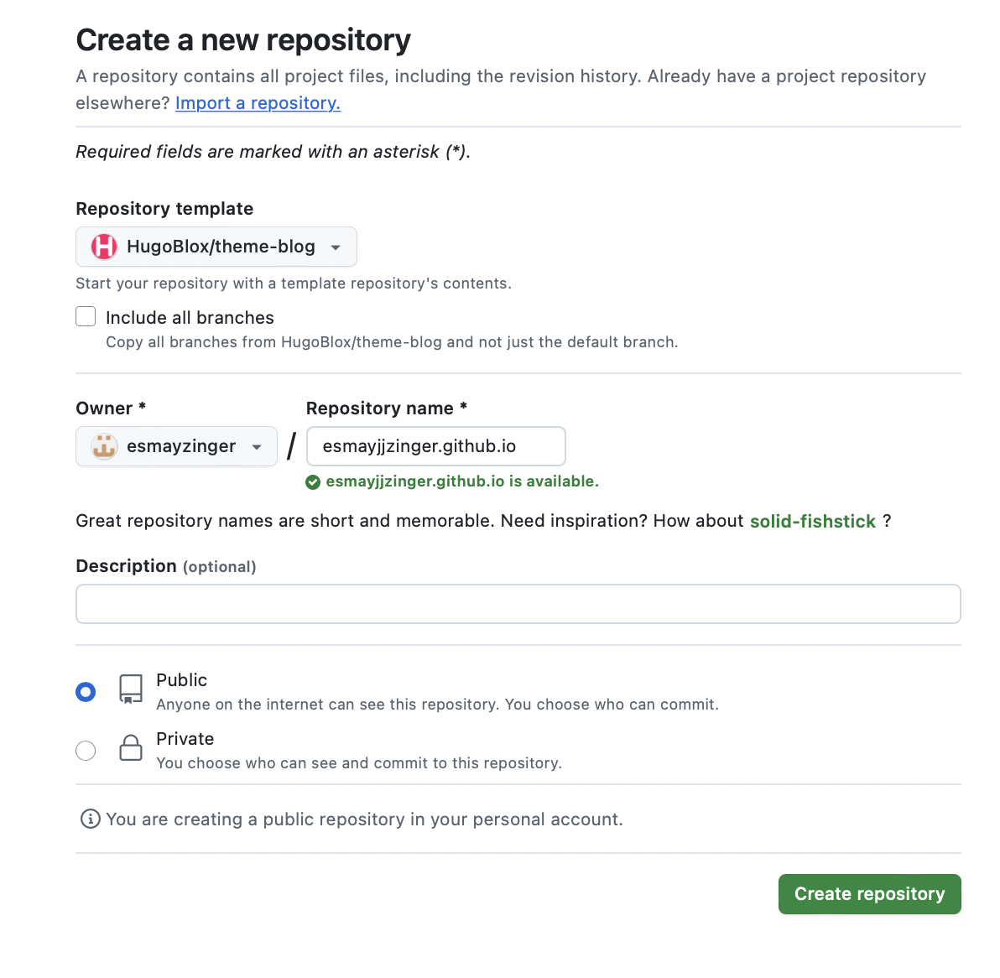 Create a new repository
A repository contains all project files, including the revision history. Already have a project repository
elsewhere? Import a repository.
Required fields are marked with an asterisk (*).
Repository template
HugoBlox/theme-blog
Start your repository with a template repository's contents.
Include all branches
Copy all branches from HugoBlox/theme-blog and not just the default branch.
Owner *
Repository name *
esmayzinger / esmayjjzinger.github.io
esmayjjzinger.github.io is available.
Great repository names are short and memorable. Need inspiration? How about solid-fishstick ?
Description (optional)
Public
Anyone on the internet can see this repository. You choose who can commit.
Private
You choose who can see and commit to this repository.
You are creating a public repository in your personal account.
Create repository